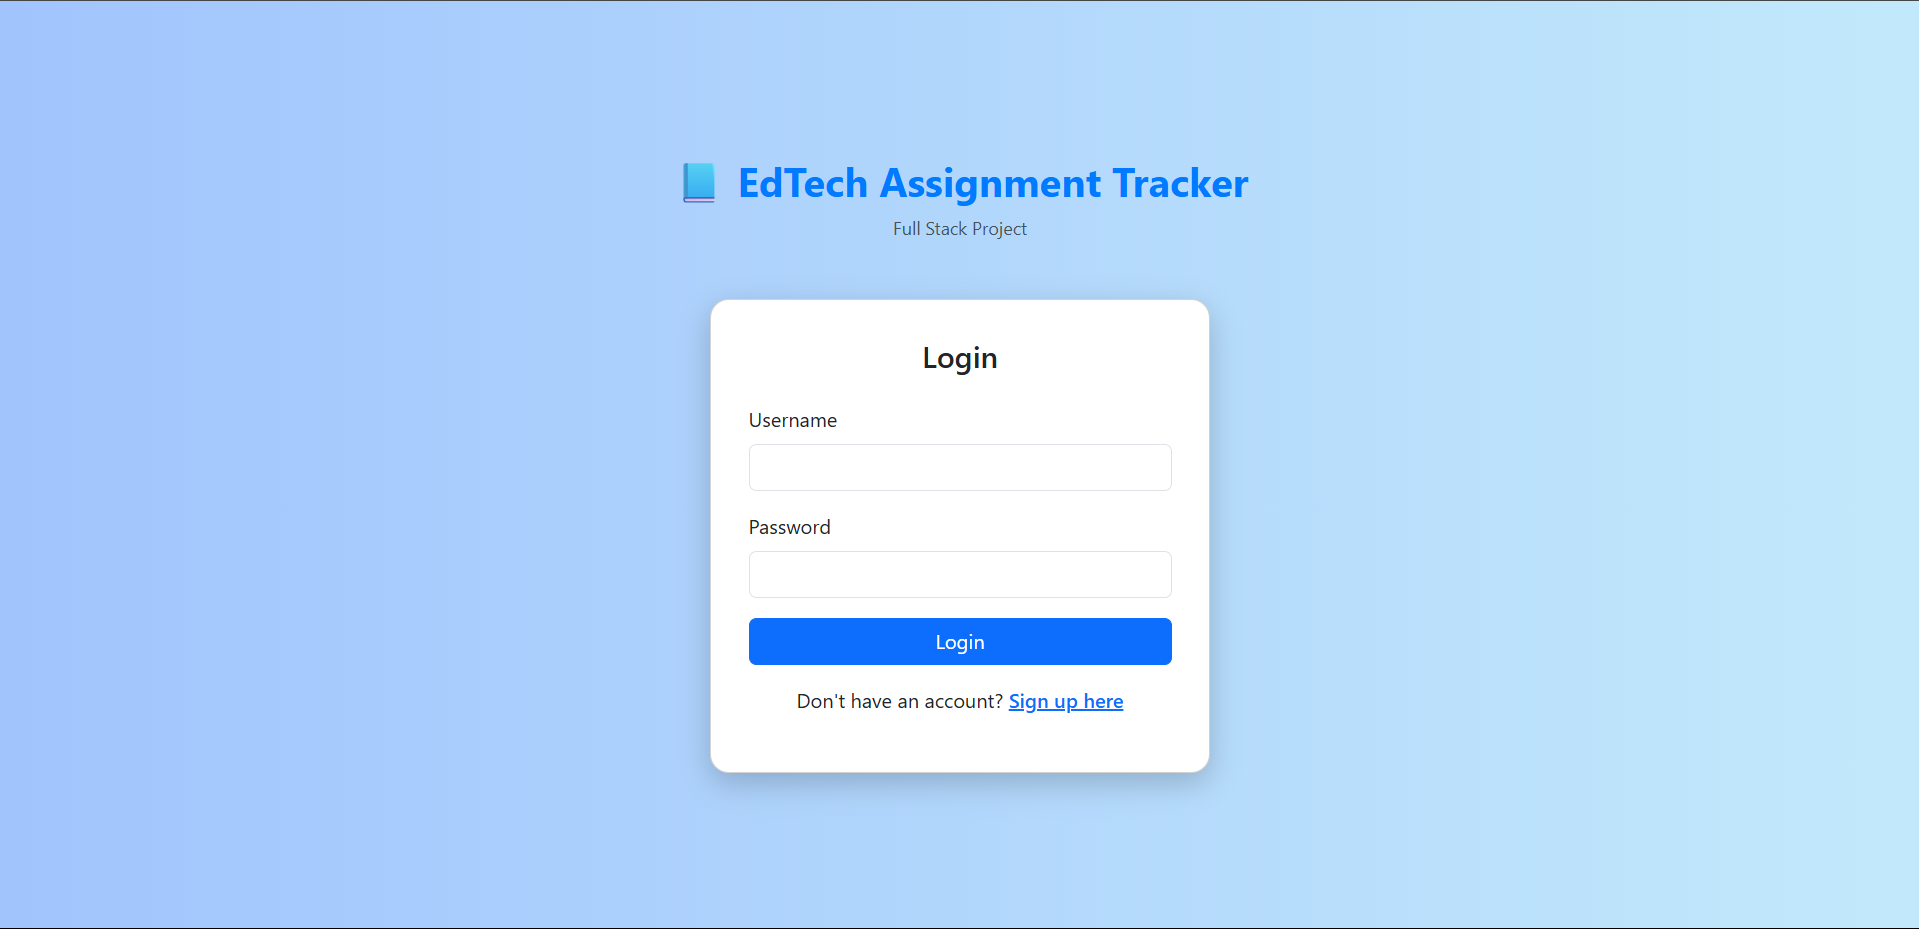 EdTech Assignment Tracker
Full Stack Project
Login
Username
Password
Login
Don't have an account? Sign up here